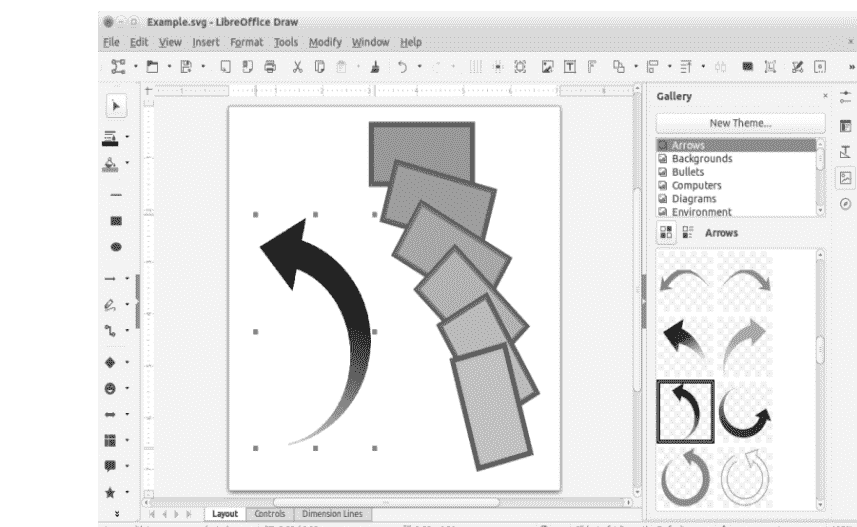 Example.svg - LibreOffice Draw
File Edit View Insert Format Tools Modify Window Help
Gallery
New Theme...
Arrows
Backgrounds
Bullets
Computers
Diagrams
Environment
Arrows
Layout Controls Dimension Lines